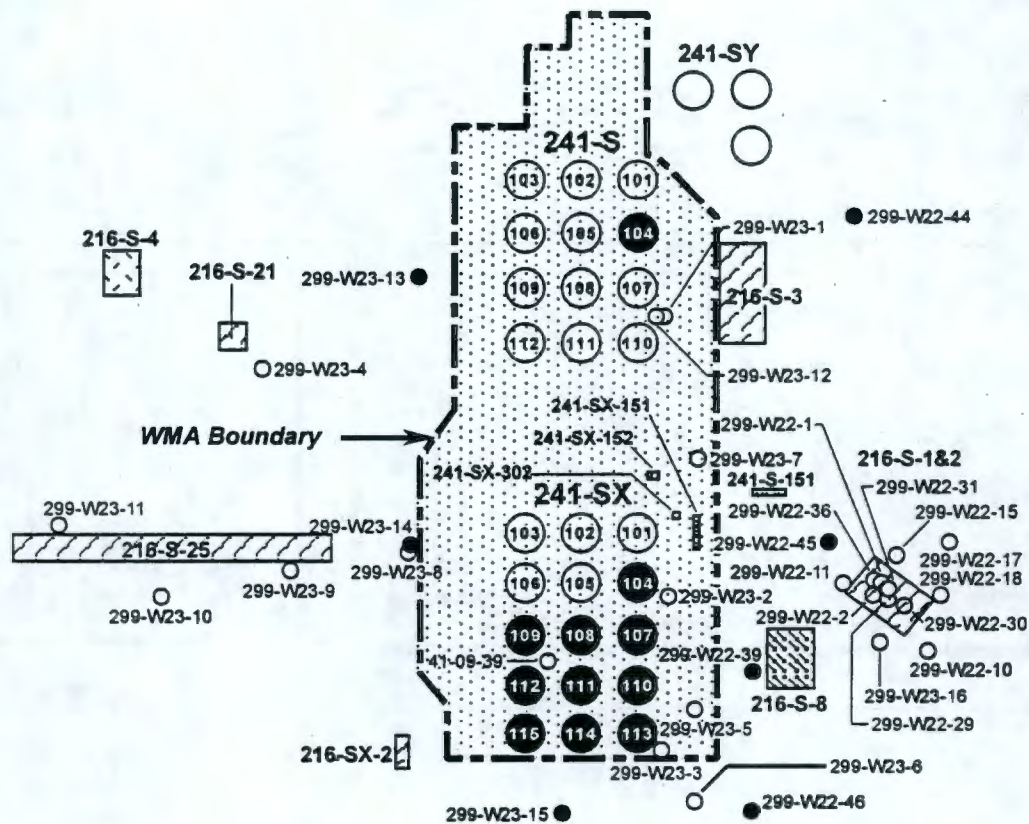 241-SY
241-S
103 102 101
106 105 104
109 108 107
112 111 110
299-W22-44
299-W23-1
216-S-4
216-S-21
299-W23-13
216-S-3
299-W23-4
299-W23-12
241-SX-151
299-W22-1
WMA Boundary
241-SX-152
299-W23-7
216-S-1&2
241-SX-302
241-S-151
299-W22-31
241-SX
299-W22-36
299-W22-15
299-W23-11
299-W23-14
103 102 101
216-S-25
299-W22-45
299-W22-17
299-W23-8
299-W22-11
299-W22-18
299-W23-9
106 105 104
299-W23-2
299-W23-10
299-W22-2
299-W22-30
109 108 107
41-09-39
299-W22-39
299-W22-10
112 111 110
216-S-8
299-W23-16
299-W23-5
299-W22-29
115 114 113
216-SX-2
299-W23-3
299-W23-6
299-W23-15
299-W22-46